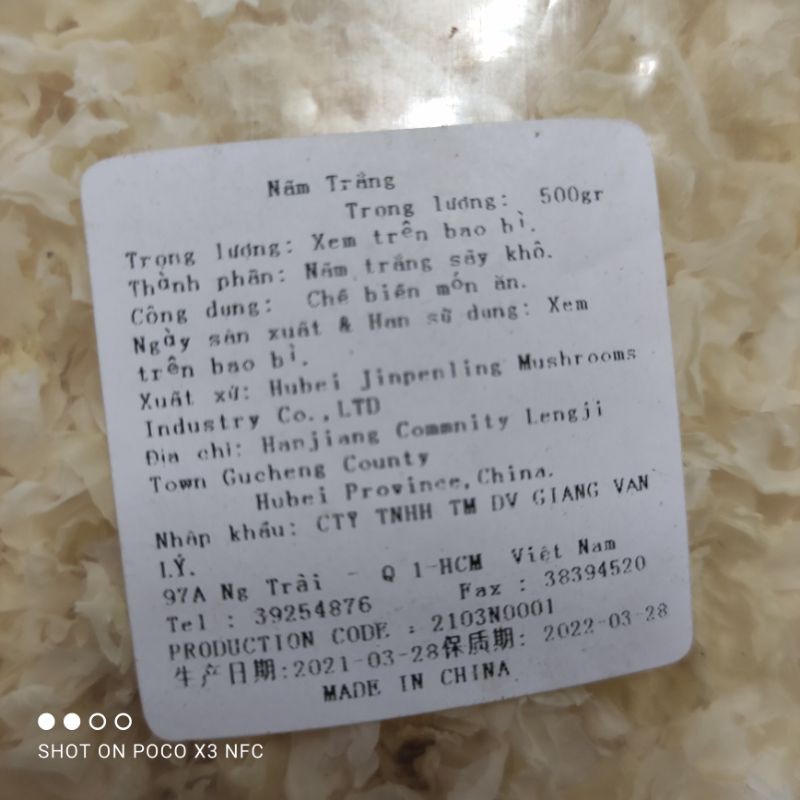 Nấm Trắng
Trọng lượng: 500gr
Trọng lượng: Xem trên bao bì.
Thành phần: Nấm trắng sấy khô.
Công dụng: Chế biến món ăn.
Ngày sản xuất & Hạn sử dụng: Xem
trên bao bì.
Xuất xứ: Hubei Jinpenling Mushrooms
Industry Co.,LTD
Địa chỉ: Hanjiang Commnity Lengji
Town Gucheng County
Hubei Province,China.
Nhập khẩu: CTY TNHH TM DV GIANG VAN
LÝ.
97A Ng Trãi - Q 1-HCM Việt Nam
Tel : 39254876 Fax : 38394520
PRODUCTION CODE : 2103N0001
生产日期:2021-03-28保质期: 2022-03-28
MADE IN CHINA
SHOT ON POCO X3 NFC